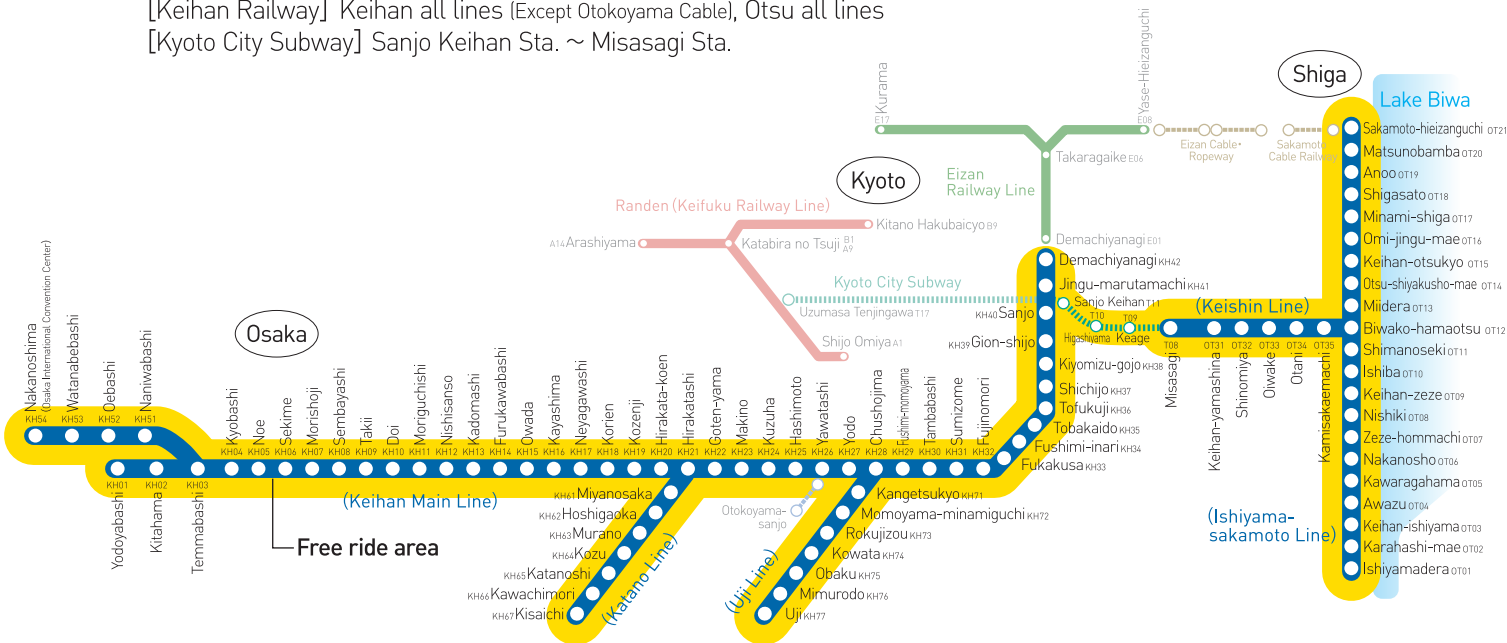 [Keihan Railway] Keihan all lines (Except Otokoyama Cable), Otsu all lines
[Kyoto City Subway] Sanjo Keihan Sta. ~ Misasagi Sta.
Shiga
Lake Biwa
Kurama
E17
Yase-Hieizanguchi
E08
Takaragaike E06
Eizan Cable•
Ropeway
Sakamoto
Cable Railway
Eizan
Railway Line
Demachiyanagi E01
Kyoto
Randen (Keifuku Railway Line)
A14 Arashiyama
Katabira no Tsuji B1
A9
Kitano Hakubaicyo B9
Kyoto City Subway
Uzumasa Tenjingawa T17
Shijo Omiya A1
Osaka
Nakanoshima
(Osaka International Convention Center)
KH54
Watanabebashi
KH53
Oebashi
KH52
Naniwabashi
KH51
KH01
Yodoyabashi
KH02
Kitahama
KH03
Temmabashi
Kyobashi
KH04
Noe
KH05
Sekime
KH06
Morishoji
KH07
Sembayashi
KH08
Takii
KH09
Doi
KH10
Moriguchishi
KH11
Nishisanso
KH12
Kadomashi
KH13
Furukawabashi
KH14
Owada
KH15
Kayashima
KH16
Neyagawashi
KH17
Korien
KH18
Kozenji
KH19
Hirakata-koen
KH20
Hirakatashi
KH21
Goten-yama
KH22
Makino
KH23
Kuzuha
KH24
Hashimoto
KH25
Yawatashi
KH26
Yodo
KH27
Chushojima
KH28
Fushimi-momoyama
KH29
Tambabashi
KH30
Sumizome
KH31
Fujinomori
KH32
Fukakusa KH33
Fushimi-inari KH34
Tobakaido KH35
Tofukuji KH36
Shichijo KH37
Kiyomizu-gojo KH38
KH39 Gion-shijo
KH40 Sanjo
Jingu-marutamachi KH41
Demachiyanagi KH42
(Keihan Main Line)
Free ride area
KH61 Miyanosaka
KH62 Hoshigaoka
KH63 Murano
KH64 Kozu
KH65 Katanoshi
KH66 Kawachimori
KH67 Kisaichi
(Katano Line)
Otokoyama-
sanjo
Kangetsukyo KH71
Momoyama-minamiguchi KH72
Rokujizou KH73
Kowata KH74
Obaku KH75
Mimurodo KH76
Uji KH77
(Uji Line)
Sanjo Keihan T11
T10
Higashiyama
T09
Keage
(Keishin Line)
T08
Misasagi
OT31
Keihan-yamashina
OT32
Shinomiya
OT33
Oiwake
OT34
Otani
OT35
Kamisakaemachi
Sakamoto-hieizanguchi OT21
Matsunobamba OT20
Anoo OT19
Shigasato OT18
Minami-shiga OT17
Omi-jingu-mae OT16
Keihan-otsukyo OT15
Otsu-shiyakusho-mae OT14
Miidera OT13
Biwako-hamaotsu OT12
Shimanoseki OT11
Ishiba OT10
Keihan-zeze OT09
Nishiki OT08
Zeze-hommachi OT07
Nakanosho OT06
Kawaragahama OT05
Awazu OT04
Keihan-ishiyama OT03
Karahashi-mae OT02
Ishiyamadera OT01
(Ishiyama-
sakamoto Line)